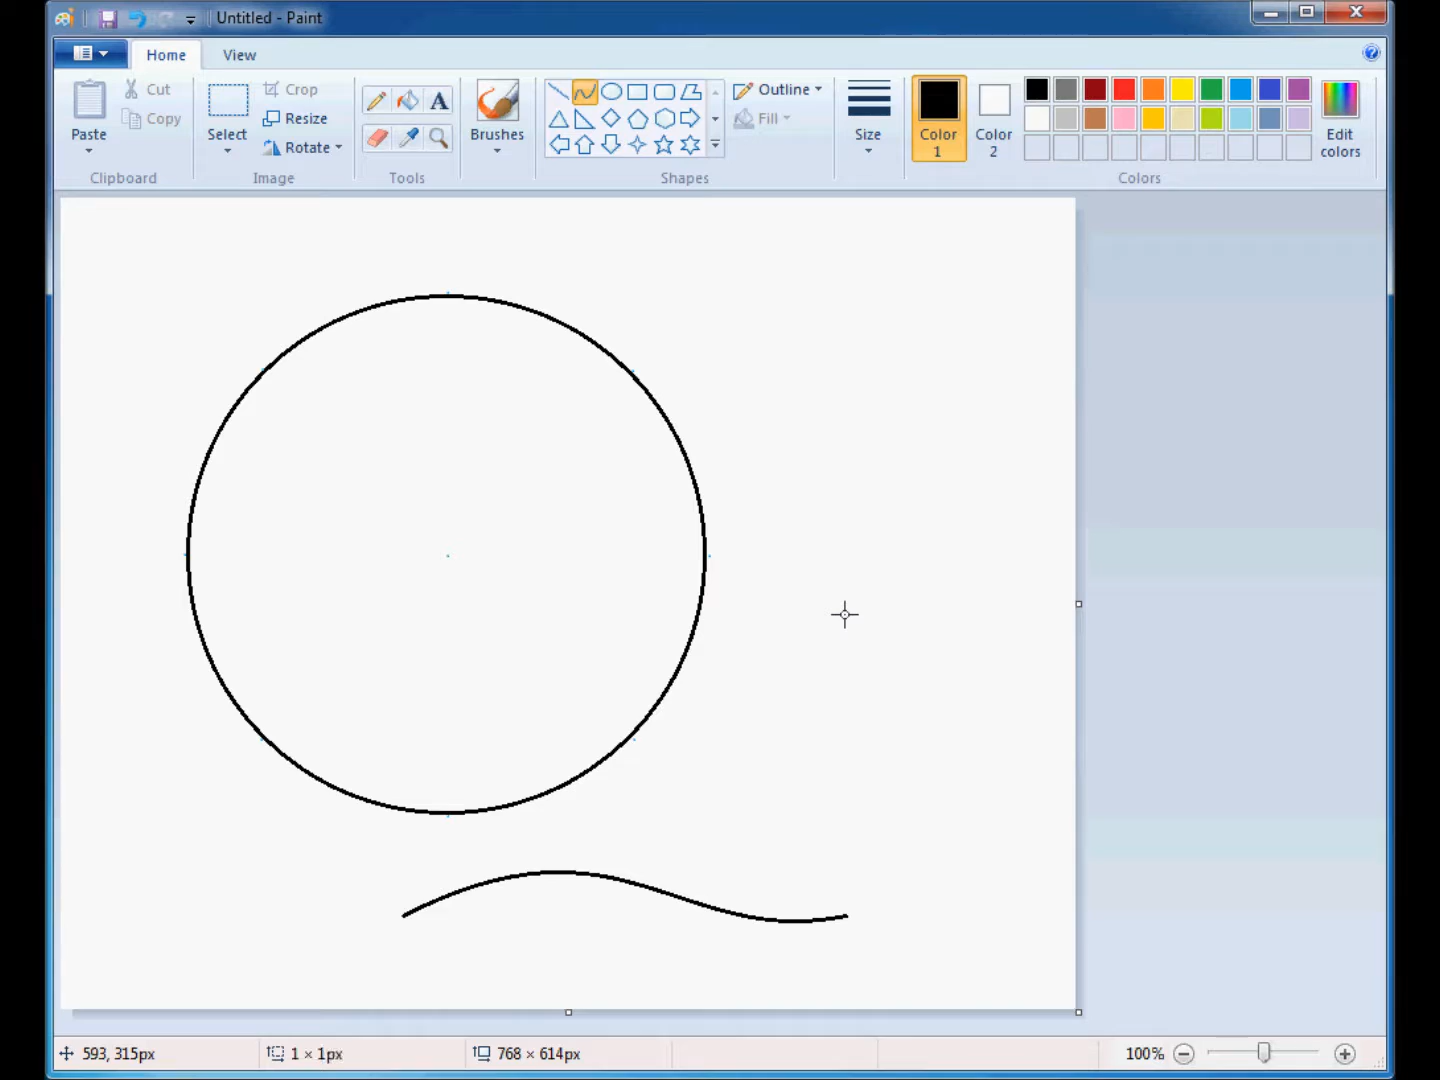 Untitled - Paint
Home View
Paste
Cut
Copy
Clipboard
Select
Crop
Resize
Rotate
Image
A
Tools
Brushes
Outline
Fill
Shapes
Size
Color 1
Color 2
Edit colors
Colors
593, 315px 1 × 1px 768 × 614px 100%